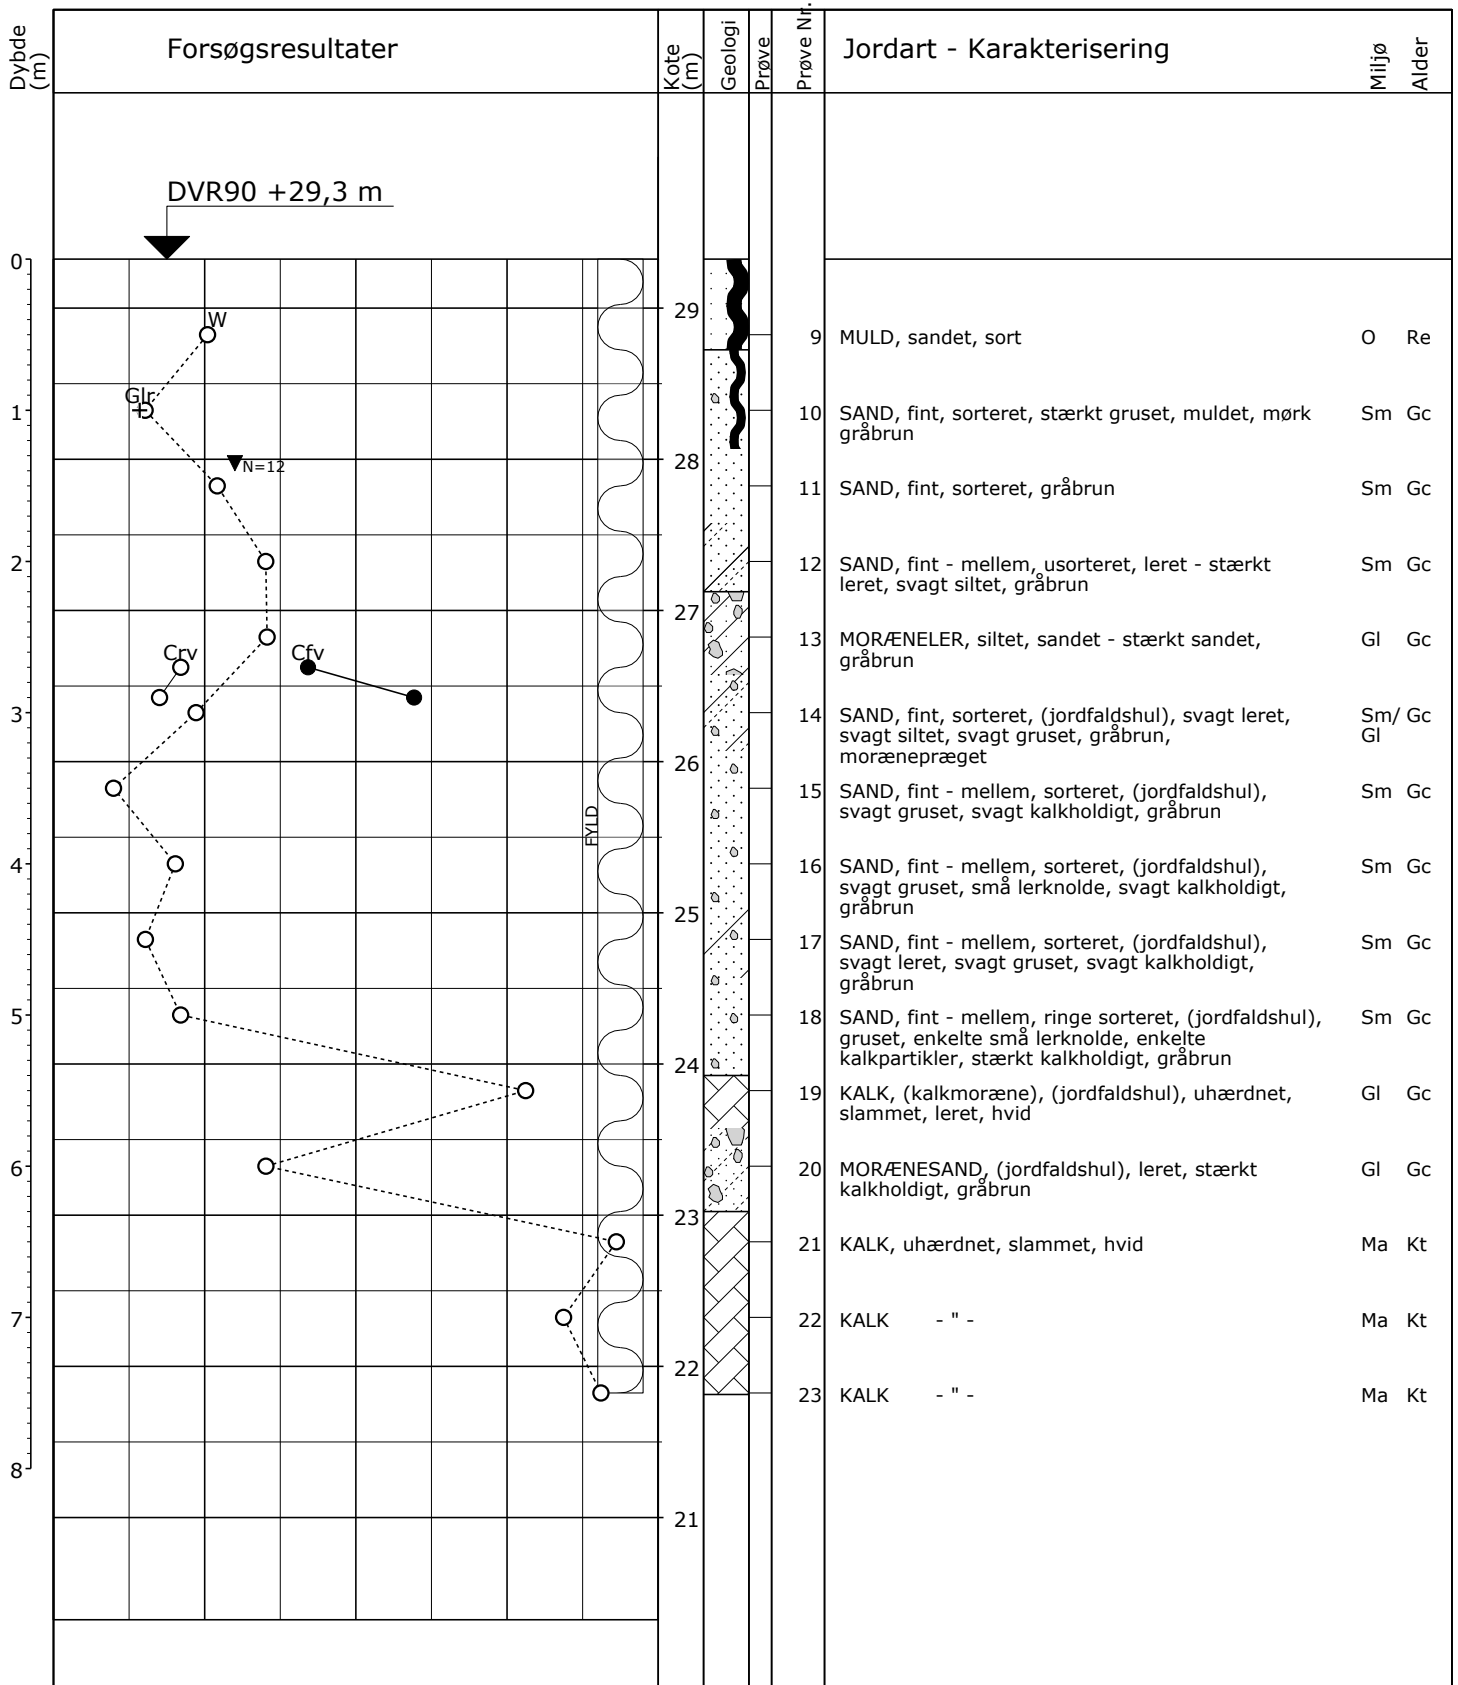 Dybde (m)
Forsøgsresultater
Kote (m)
Geologi
Prøve
Prøve Nr.
Jordart - Karakterisering
Miljø
Alder
DVR90 +29,3 m
0
W
29
9 MULD, sandet, sort O Re
Glr
1
10 SAND, fint, sorteret, stærkt gruset, muldet, mørk Sm Gc
gråbrun
N=12
28
11 SAND, fint, sorteret, gråbrun Sm Gc
2
12 SAND, fint - mellem, usorteret, leret - stærkt Sm Gc
leret, svagt siltet, gråbrun
27
13 MORÆNELER, siltet, sandet - stærkt sandet, Gl Gc
gråbrun
Crv
Cfv
3
14 SAND, fint, sorteret, (jordfaldshul), svagt leret, Sm/ Gc
svagt siltet, svagt gruset, gråbrun, Gl
morænepræget
26
15 SAND, fint - mellem, sorteret, (jordfaldshul), Sm Gc
svagt gruset, svagt kalkholdigt, gråbrun
FYLD
4
16 SAND, fint - mellem, sorteret, (jordfaldshul), Sm Gc
svagt gruset, små lerknolde, svagt kalkholdigt,
gråbrun
25
17 SAND, fint - mellem, sorteret, (jordfaldshul), Sm Gc
svagt leret, svagt gruset, svagt kalkholdigt,
gråbrun
5
18 SAND, fint - mellem, ringe sorteret, (jordfaldshul), Sm Gc
gruset, enkelte små lerknolde, enkelte
kalkpartikler, stærkt kalkholdigt, gråbrun
24
19 KALK, (kalkmoræne), (jordfaldshul), uhærdnet, Gl Gc
slammet, leret, hvid
6
20 MORÆNESAND, (jordfaldshul), leret, stærkt Gl Gc
kalkholdigt, gråbrun
23
21 KALK, uhærdnet, slammet, hvid Ma Kt
7
22 KALK - " - Ma Kt
22
23 KALK - " - Ma Kt
8
21